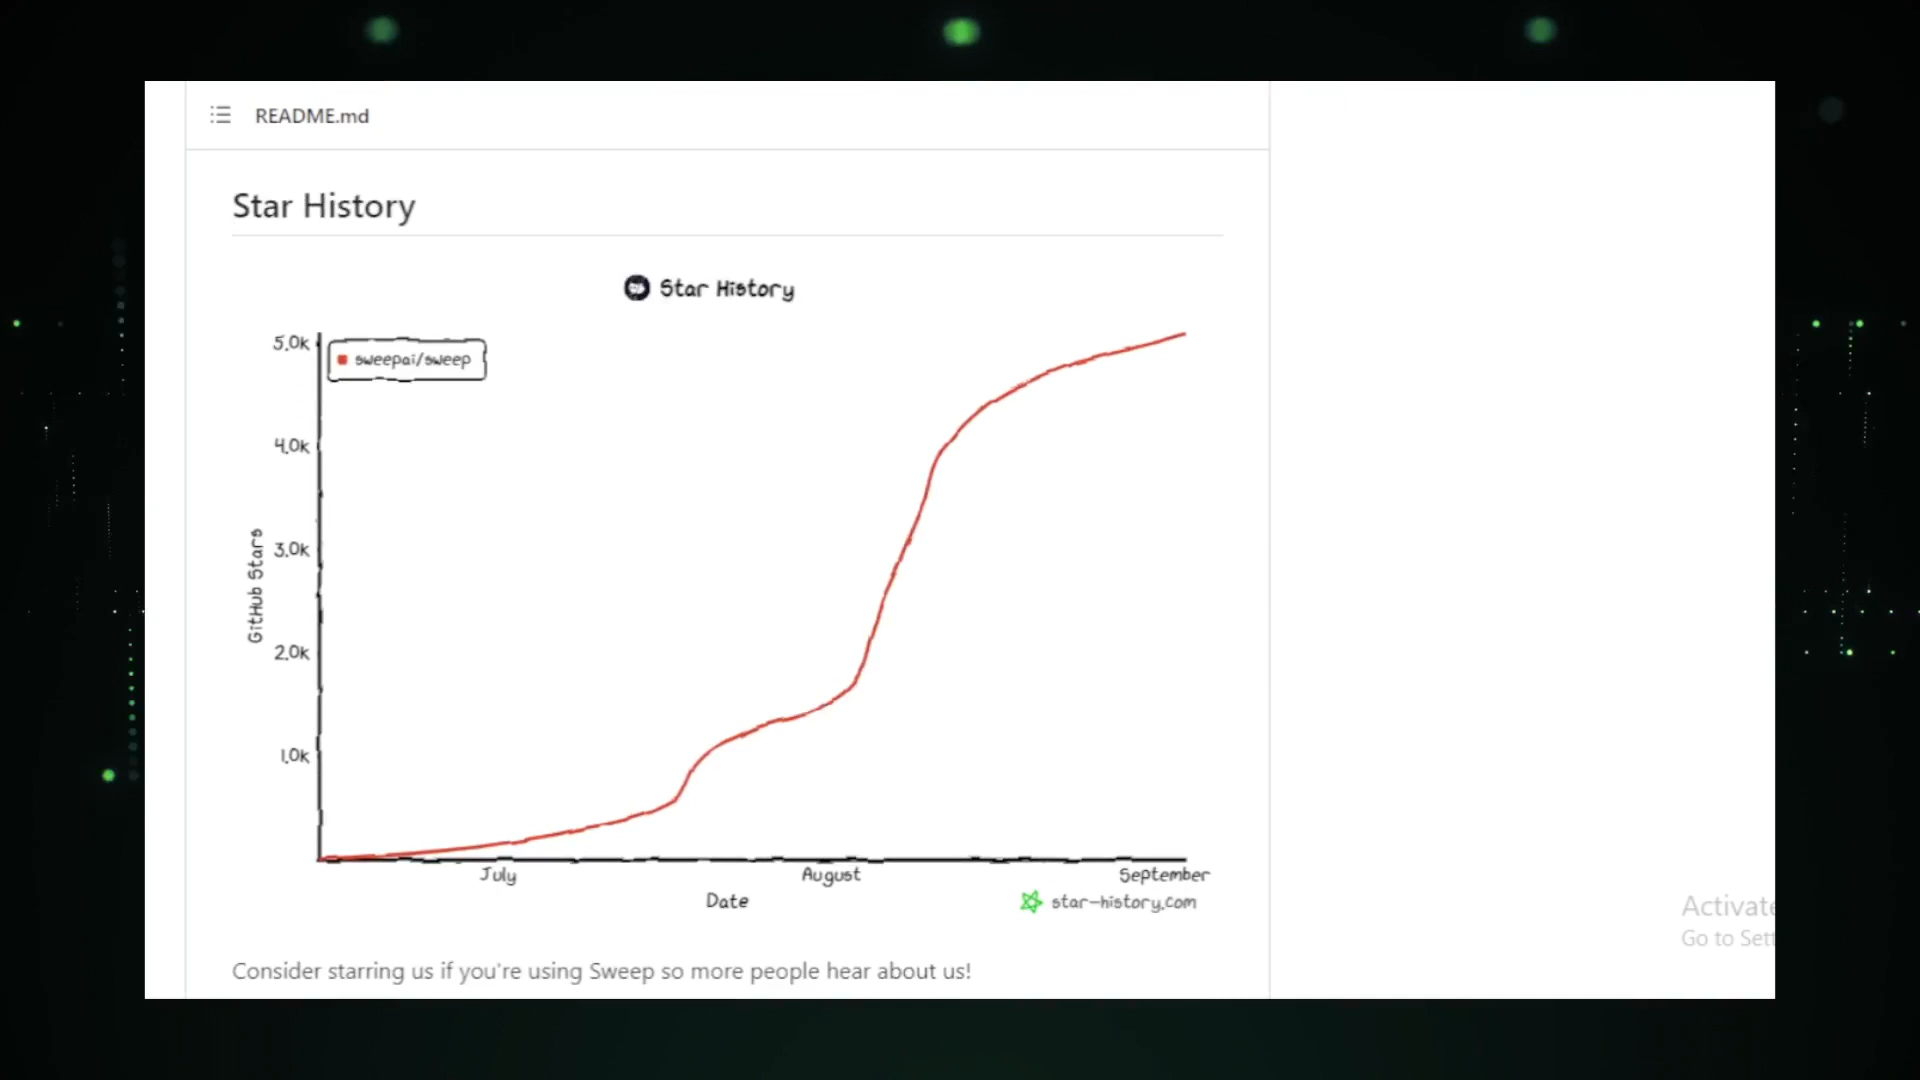 README.md
Star History
Star History
5.0k
sweepai/sweep
4.0k
3.0k
GitHub Stars
2.0k
1.0k
July
August
September
Date
star-history.com
Activate
Go to Sett
Consider starring us if you're using Sweep so more people hear about us!